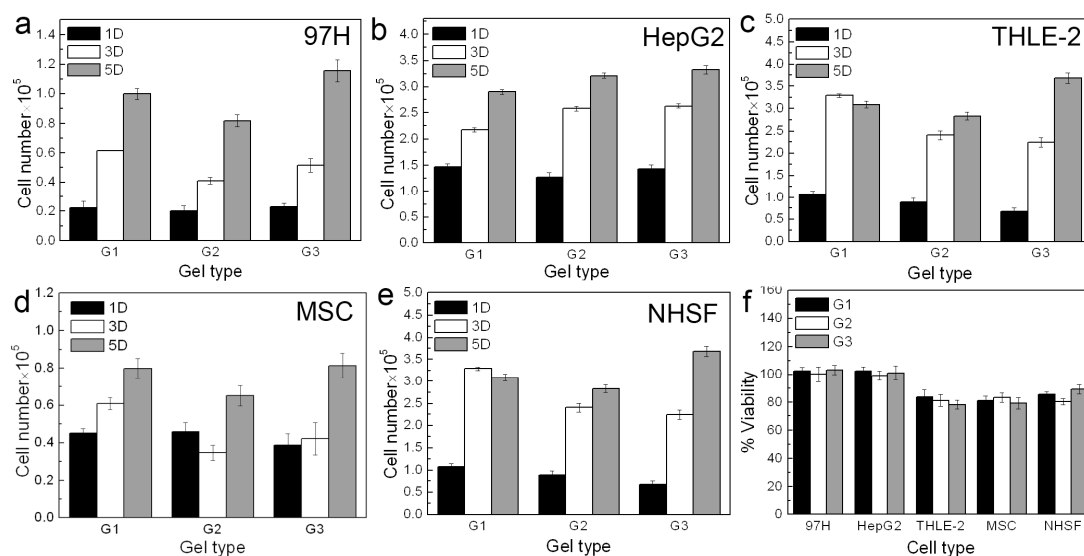 a
97H
1D
3D
5D
1.4
1.2
1.0
0.8
0.6
0.4
0.2
0.0
Cell number×10⁵
G1 G2 G3
Gel type
b
HepG2
1D
3D
5D
4.0
3.5
3.0
2.5
2.0
1.5
1.0
0.5
0.0
Cell number×10⁵
G1 G2 G3
Gel type
c
THLE-2
1D
3D
5D
5.0
4.5
4.0
3.5
3.0
2.5
2.0
1.5
1.0
0.5
0.0
Cell number×10⁵
G1 G2 G3
Gel type
d
MSC
1D
3D
5D
1.2
1.0
0.8
0.6
0.4
0.2
0.0
Cell number×10⁵
G1 G2 G3
Gel type
e
NHSF
1D
3D
5D
5.0
4.5
4.0
3.5
3.0
2.5
2.0
1.5
1.0
0.5
0.0
Cell number×10⁵
G1 G2 G3
Gel type
f
G1
G2
G3
160
140
120
100
80
60
40
20
0
% Viability
97H HepG2 THLE-2 MSC NHSF
Cell type